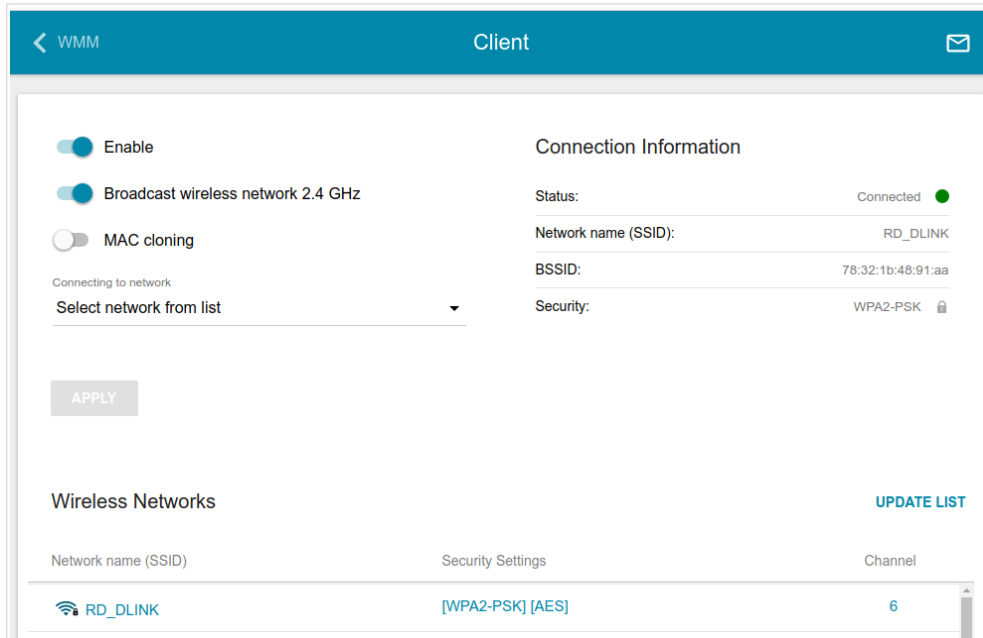 WMM
Client
Enable
Broadcast wireless network 2.4 GHz
MAC cloning
Connecting to network
Select network from list
APPLY
Connection Information
Status: Connected
Network name (SSID): RD_DLINK
BSSID: 78:32:1b:48:91:aa
Security: WPA2-PSK
Wireless Networks
UPDATE LIST
Network name (SSID) Security Settings Channel
RD_DLINK [WPA2-PSK] [AES] 6